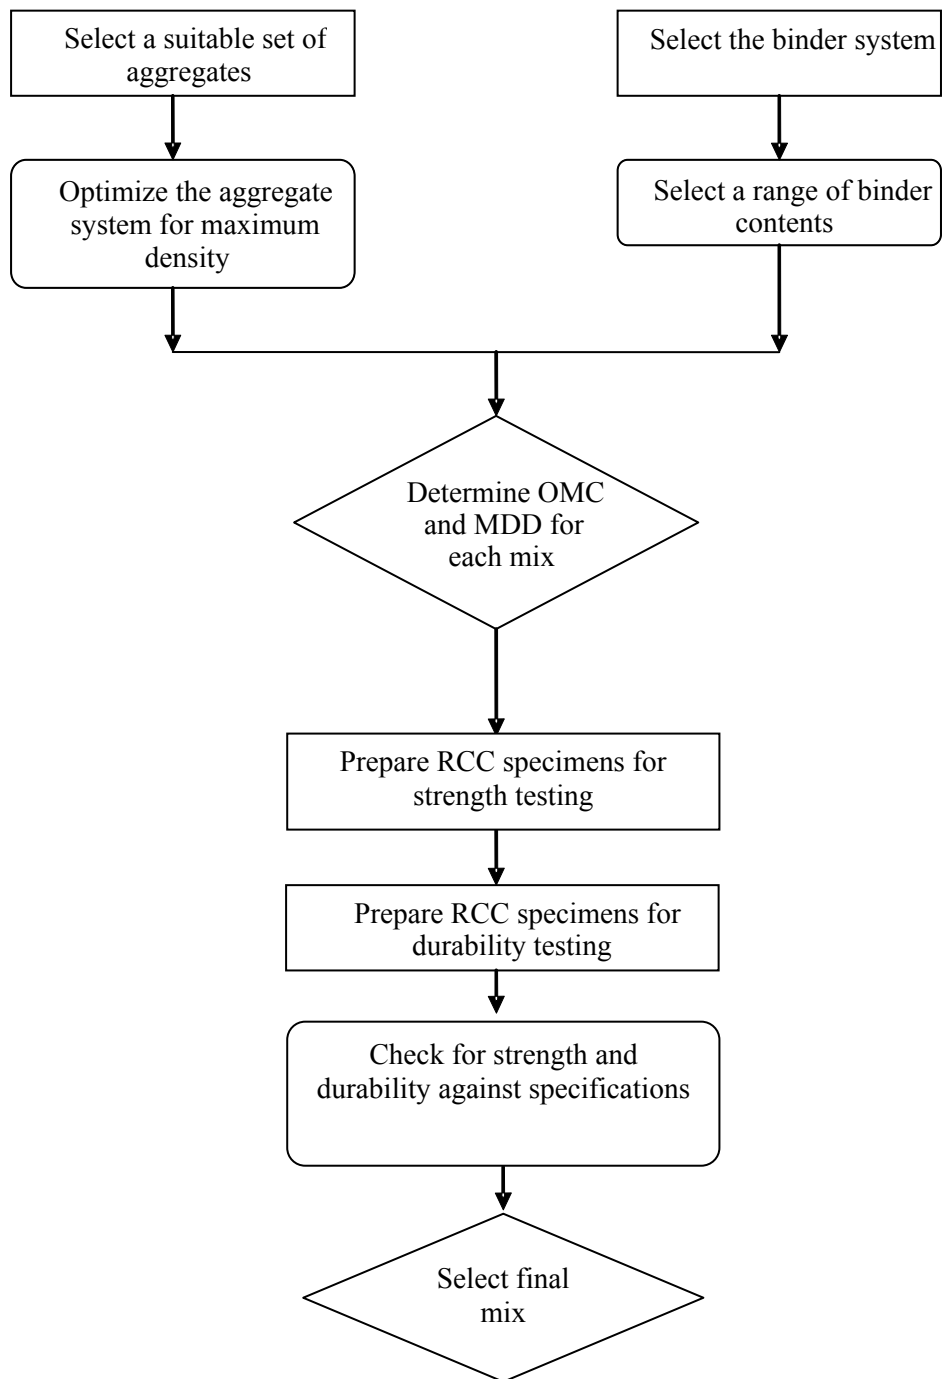 Select a suitable set of
aggregates
Select the binder system
Optimize the aggregate
system for maximum
density
Select a range of binder
contents
Determine OMC
and MDD for
each mix
Prepare RCC specimens for
strength testing
Prepare RCC specimens for
durability testing
Check for strength and
durability against specifications
Select final
mix